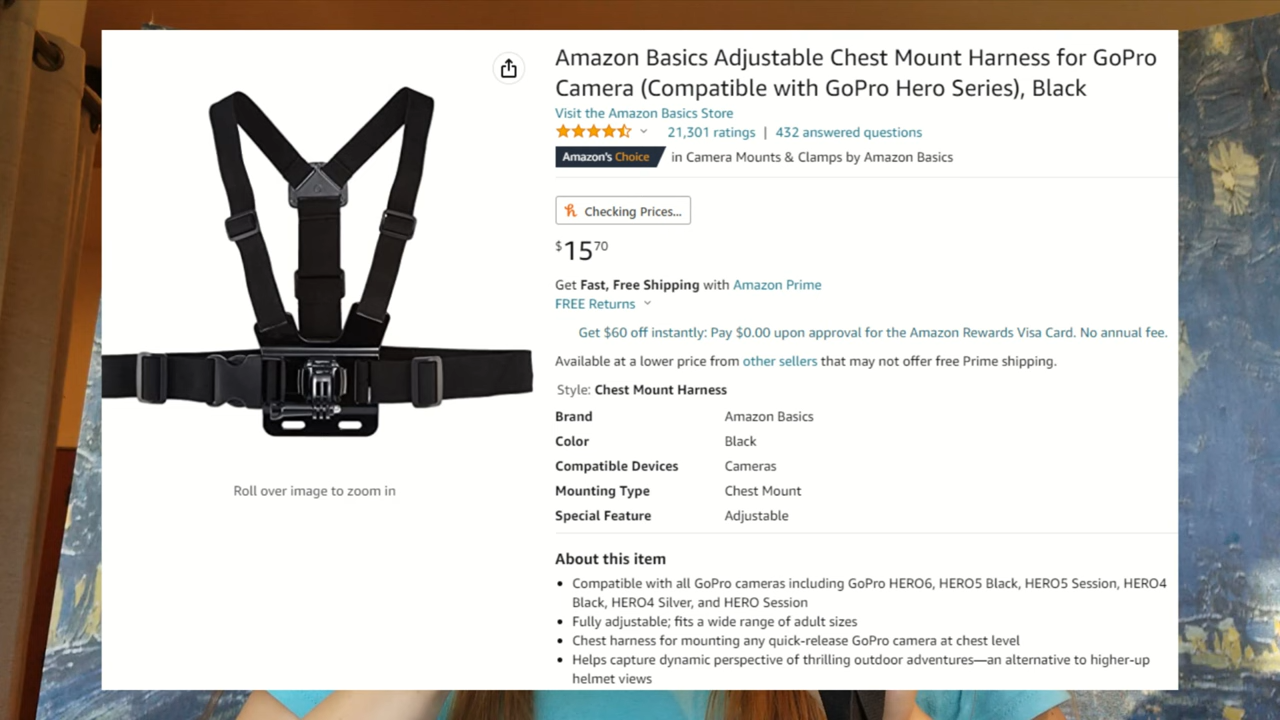 Amazon Basics Adjustable Chest Mount Harness for GoPro
Camera (Compatible with GoPro Hero Series), Black
Visit the Amazon Basics Store
21,301 ratings | 432 answered questions
Amazon's Choice in Camera Mounts & Clamps by Amazon Basics
Checking Prices...
$15 70
Get Fast, Free Shipping with Amazon Prime
FREE Returns
Get $60 off instantly: Pay $0.00 upon approval for the Amazon Rewards Visa Card. No annual fee.
Available at a lower price from other sellers that may not offer free Prime shipping.
Style: Chest Mount Harness
Brand Amazon Basics
Color Black
Compatible Devices Cameras
Mounting Type Chest Mount
Special Feature Adjustable
Roll over image to zoom in
About this item
• Compatible with all GoPro cameras including GoPro HERO6, HERO5 Black, HERO5 Session, HERO4
Black, HERO4 Silver, and HERO Session
• Fully adjustable; fits a wide range of adult sizes
• Chest harness for mounting any quick-release GoPro camera at chest level
• Helps capture dynamic perspective of thrilling outdoor adventures—an alternative to higher-up
helmet views